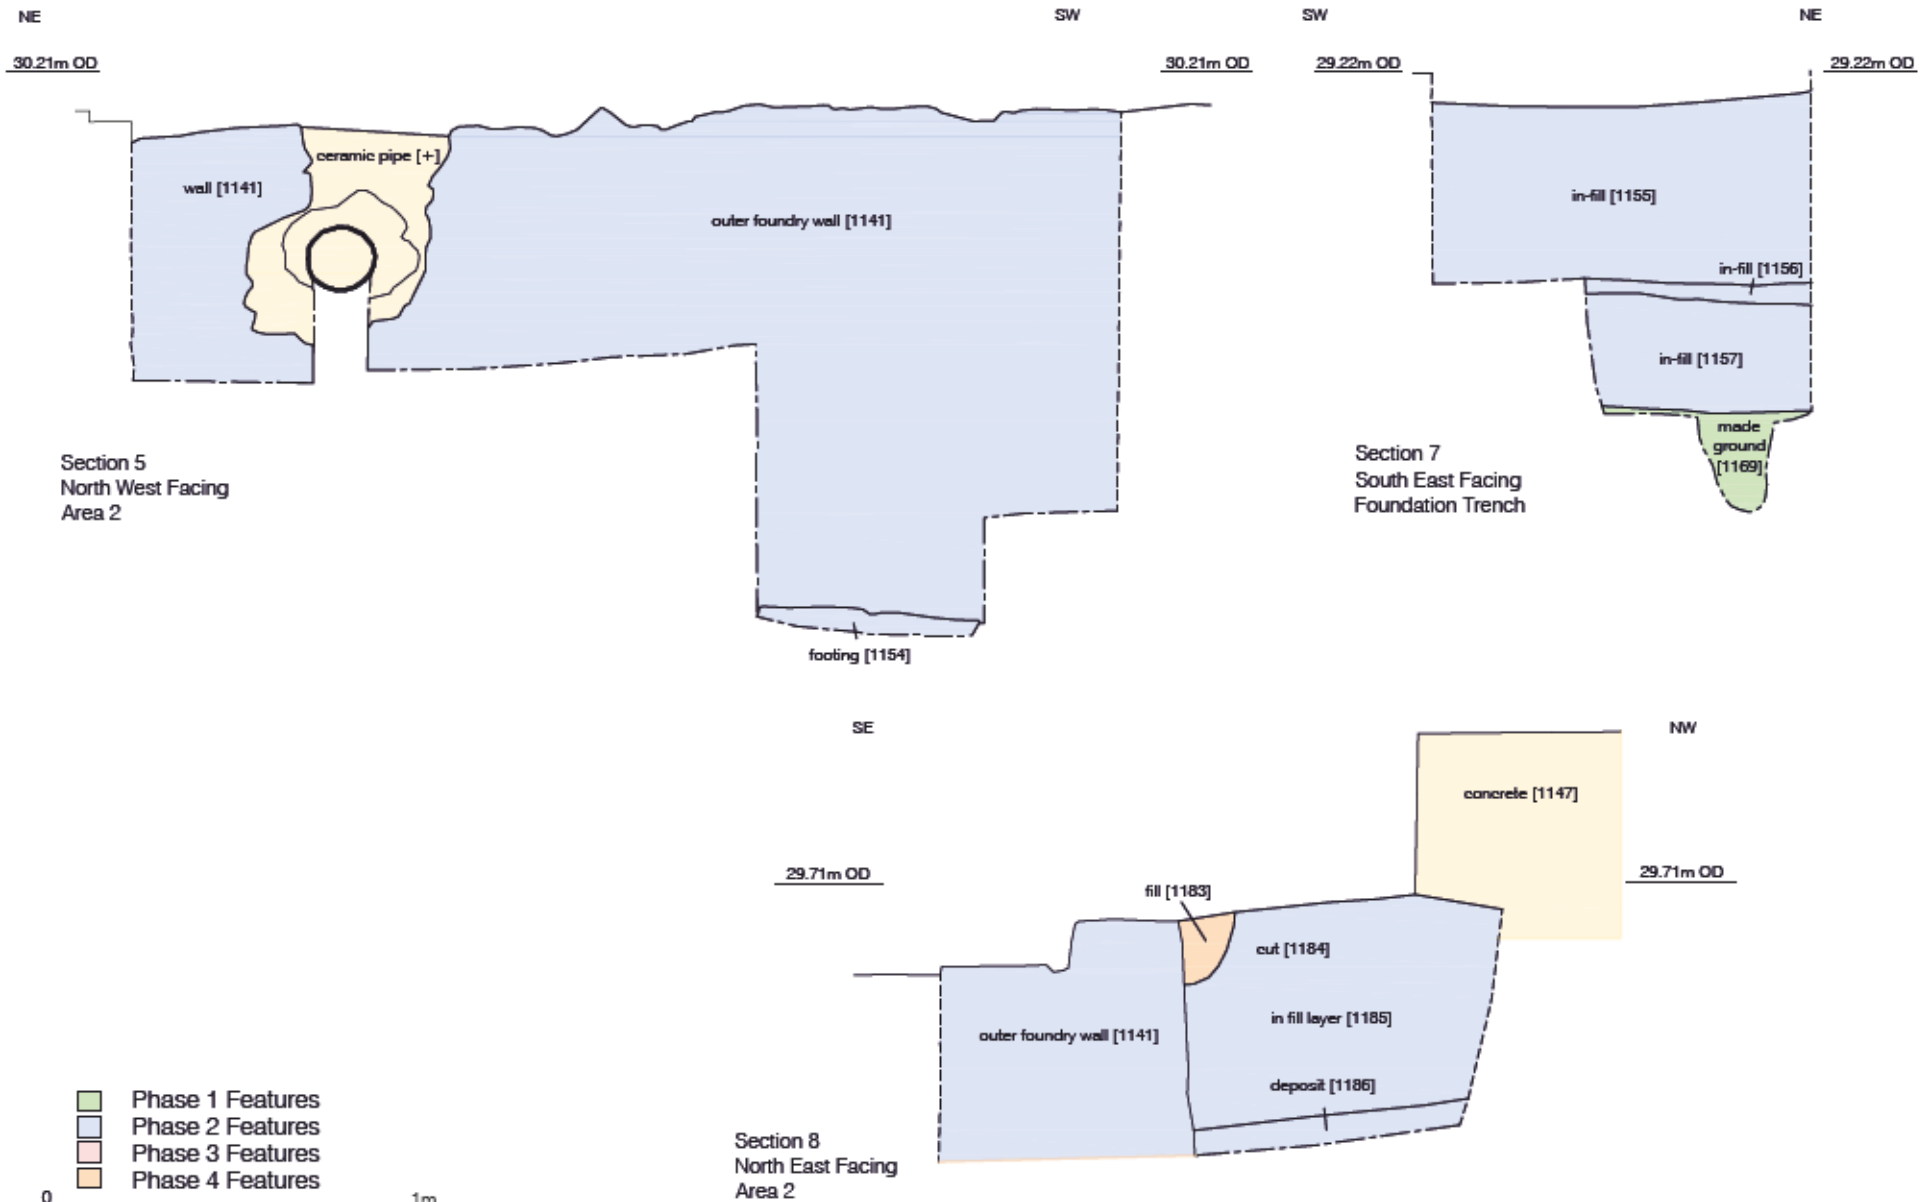 NE
SW
SW
NE
30.21m OD
30.21m OD
29.22m OD
29.22m OD
ceramic pipe [+]
wall [1141]
outer foundry wall [1141]
in-fill [1155]
in-fill [1156]
in-fill [1157]
made
ground
[1169]
Section 5
North West Facing
Area 2
Section 7
South East Facing
Foundation Trench
footing [1154]
SE
NW
concrete [1147]
29.71m OD
29.71m OD
fill [1183]
cut [1184]
in fill layer [1185]
outer foundry wall [1141]
deposit [1186]
Section 8
North East Facing
Area 2
Phase 1 Features
Phase 2 Features
Phase 3 Features
Phase 4 Features
0
1m